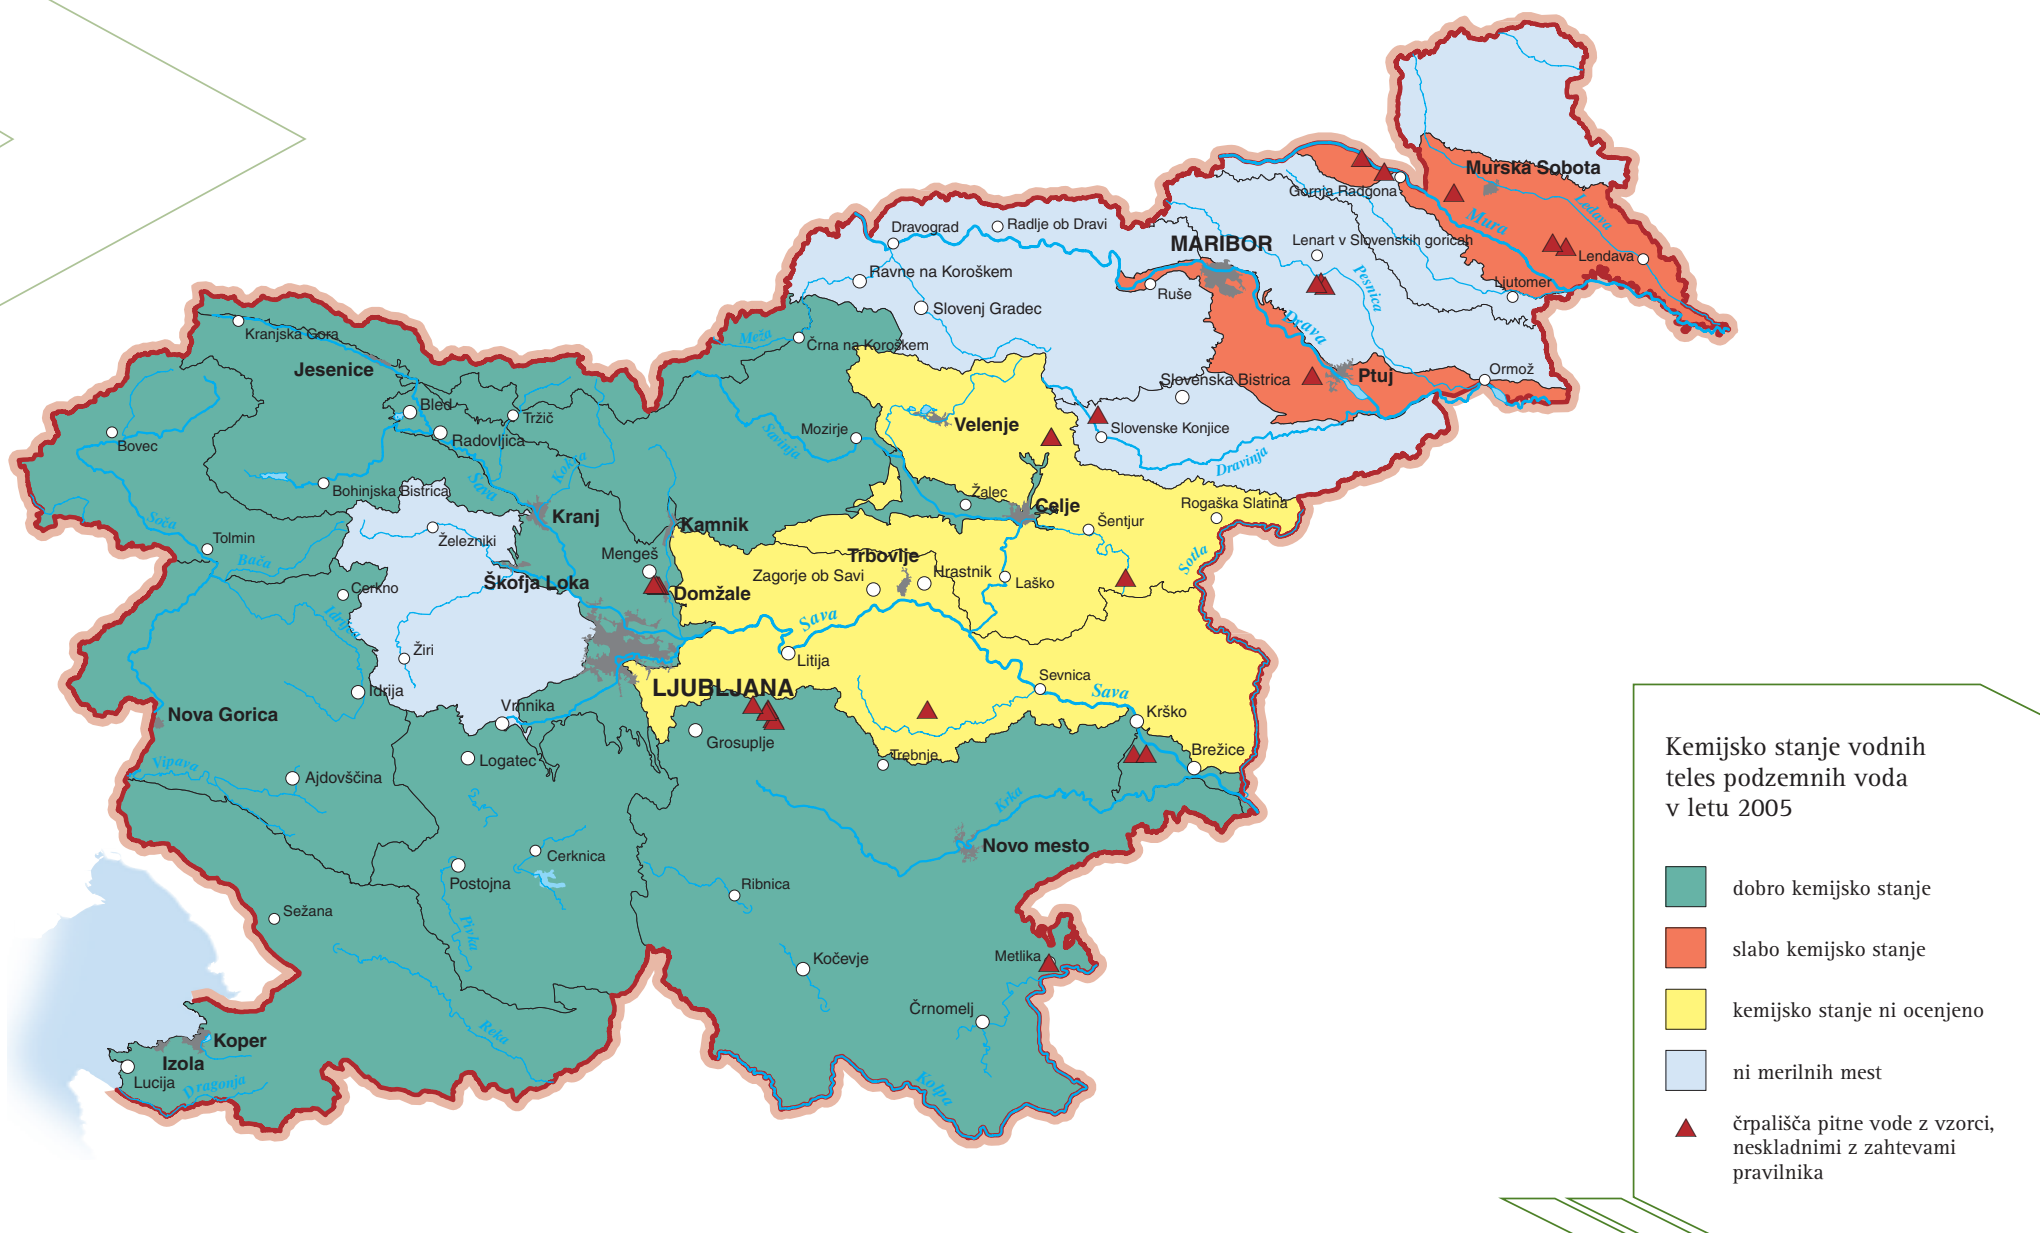 Murska Sobota
Gornja Radgona
Ledava
Mura
Dravograd
Radlje ob Dravi
MARIBOR
Lenart v Slovenskih goricah
Lendava
Ravne na Koroškem
Pesnica
Ljutomer
Ruše
Slovenj Gradec
Drava
Kranjska Gora
Meža
Črna na Koroškem
Jesenice
Ptuj
Ormož
Slovenska Bistrica
Bled
Tržič
Velenje
Mozirje
Slovenske Konjice
Bovec
Radovljica
Savinja
Dravinja
Kokra
Bohinjska Bistrica
Sava
Žalec
Rogaška Slatina
Celje
Kranj
Kamnik
Šentjur
Soča
Tolmin
Železniki
Mengeš
Trbovlje
Sotla
Bača
Škofja Loka
Zagorje ob Savi
Hrastnik
Laško
Cerkno
Domžale
Idrijca
Sava
Žiri
Litija
Sevnica
Idrija
LJUBLJANA
Sava
Vrhnika
Krško
Nova Gorica
Grosuplje
Brežice
Trebnje
Logatec
Vipava
Ajdovščina
Krka
Novo mesto
Cerknica
Postojna
Ribnica
Sežana
Pivka
Kočevje
Metlika
Črnomelj
Reka
Koper
Izola
Lucija
Dragonja
Kolpa
Kemijsko stanje vodnih
teles podzemnih voda
v letu 2005
dobro kemijsko stanje
slabo kemijsko stanje
kemijsko stanje ni ocenjeno
ni merilnih mest
črpališča pitne vode z vzorci,
neskladnimi z zahtevami
pravilnika